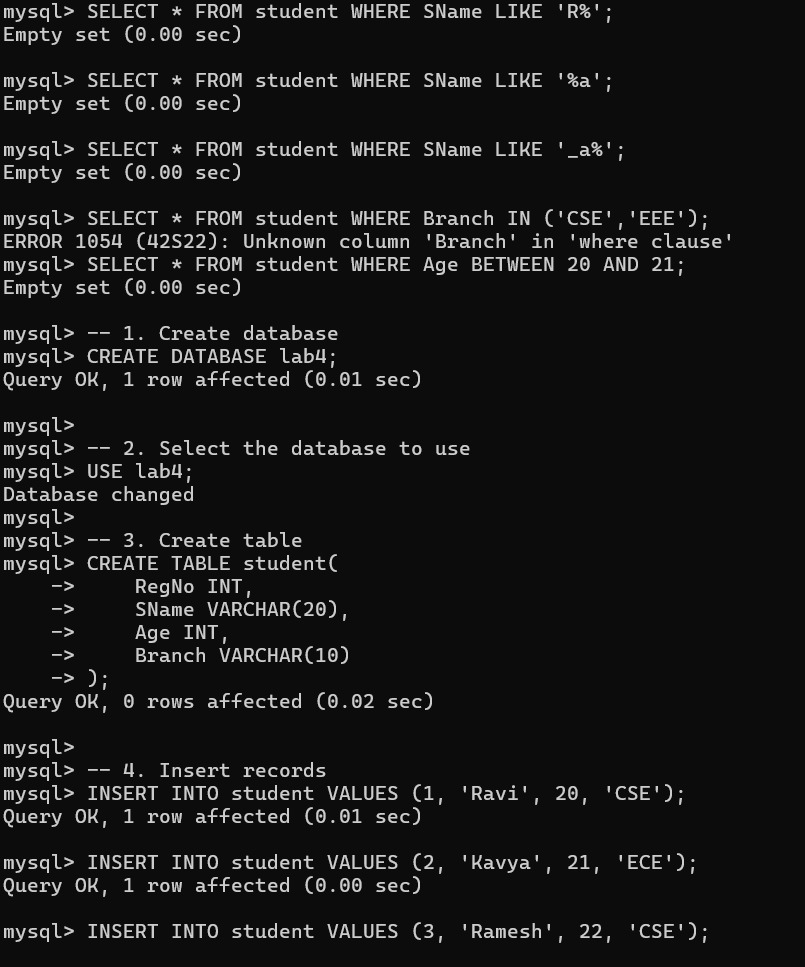 mysql> SELECT * FROM student WHERE SName LIKE 'R%';
Empty set (0.00 sec)
mysql> SELECT * FROM student WHERE SName LIKE '%a';
Empty set (0.00 sec)
mysql> SELECT * FROM student WHERE SName LIKE '_a%';
Empty set (0.00 sec)
mysql> SELECT * FROM student WHERE Branch IN ('CSE','EEE');
ERROR 1054 (42S22): Unknown column 'Branch' in 'where clause'
mysql> SELECT * FROM student WHERE Age BETWEEN 20 AND 21;
Empty set (0.00 sec)
mysql> -- 1. Create database
mysql> CREATE DATABASE lab4;
Query OK, 1 row affected (0.01 sec)
mysql>
mysql> -- 2. Select the database to use
mysql> USE lab4;
Database changed
mysql>
mysql> -- 3. Create table
mysql> CREATE TABLE student(
    ->     RegNo INT,
    ->     SName VARCHAR(20),
    ->     Age INT,
    ->     Branch VARCHAR(10)
    -> );
Query OK, 0 rows affected (0.02 sec)
mysql>
mysql> -- 4. Insert records
mysql> INSERT INTO student VALUES (1, 'Ravi', 20, 'CSE');
Query OK, 1 row affected (0.01 sec)
mysql> INSERT INTO student VALUES (2, 'Kavya', 21, 'ECE');
Query OK, 1 row affected (0.00 sec)
mysql> INSERT INTO student VALUES (3, 'Ramesh', 22, 'CSE');